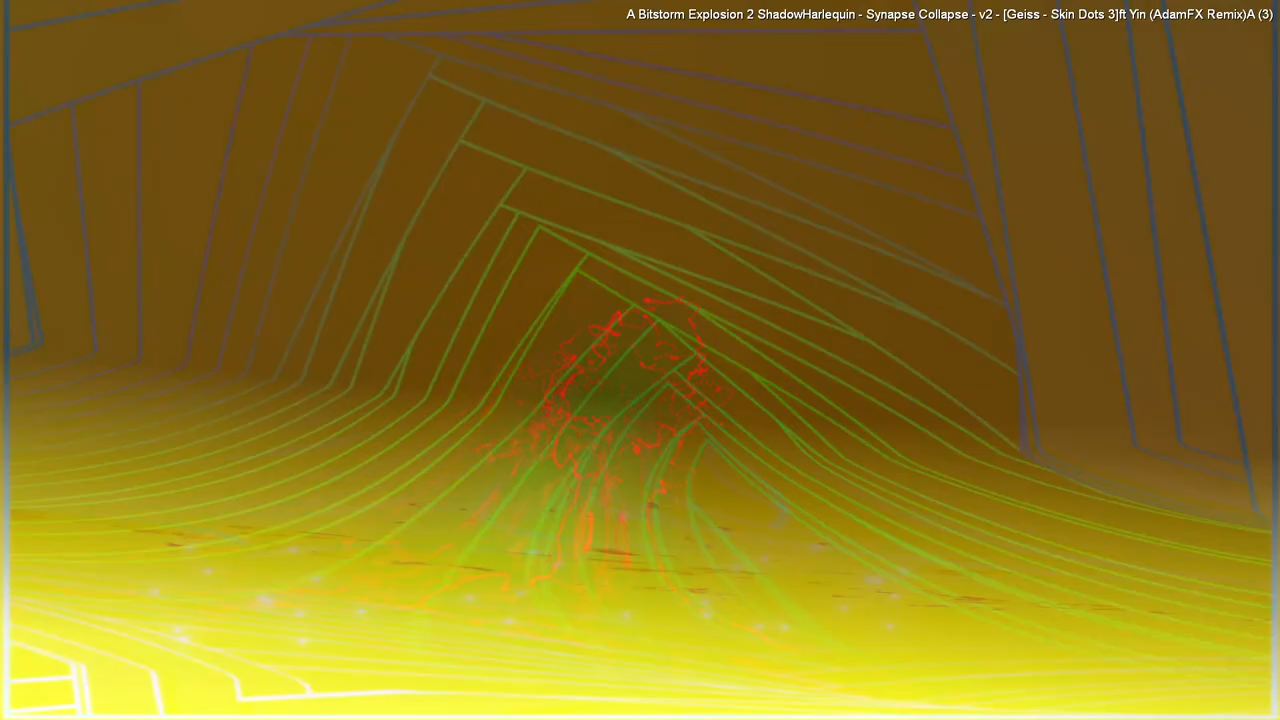 A Bitstorm Explosion 2 ShadowHarlequin - Synapse Collapse - v2 - [Geiss - Skin Dots 3]ft Yin (AdamFX Remix)A (3)